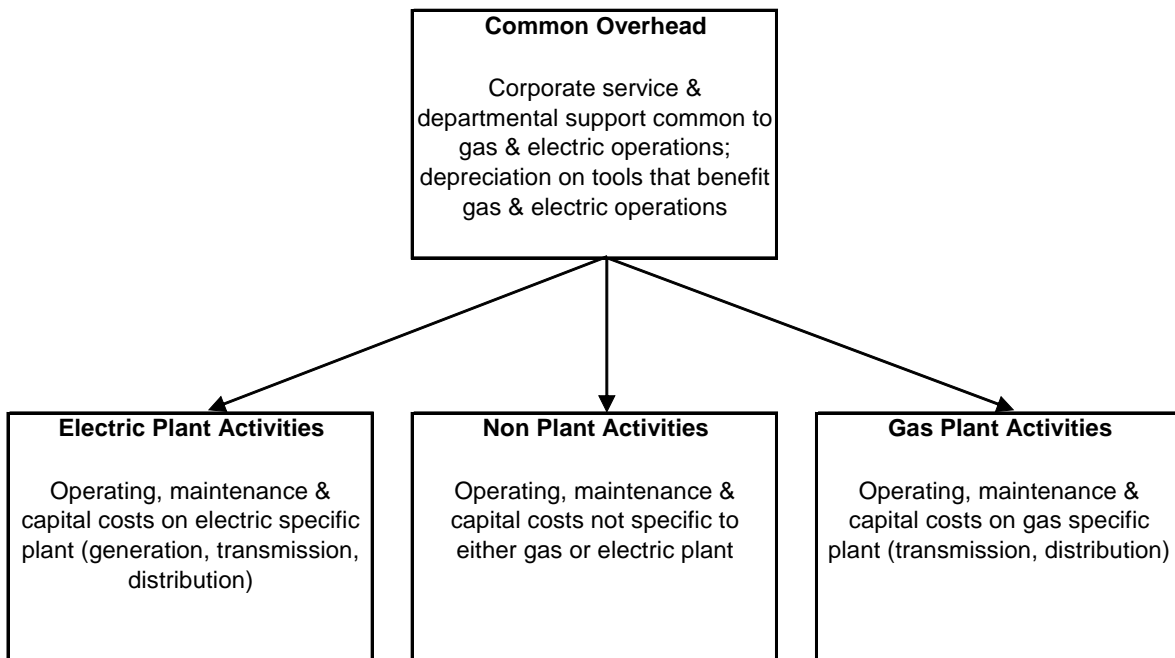 Common Overhead
Corporate service &
departmental support common to
gas & electric operations;
depreciation on tools that benefit
gas & electric operations
Electric Plant Activities
Operating, maintenance &
capital costs on electric specific
plant (generation, transmission,
distribution)
Non Plant Activities
Operating, maintenance &
capital costs not specific to
either gas or electric plant
Gas Plant Activities
Operating, maintenance &
capital costs on gas specific
plant (transmission, distribution)